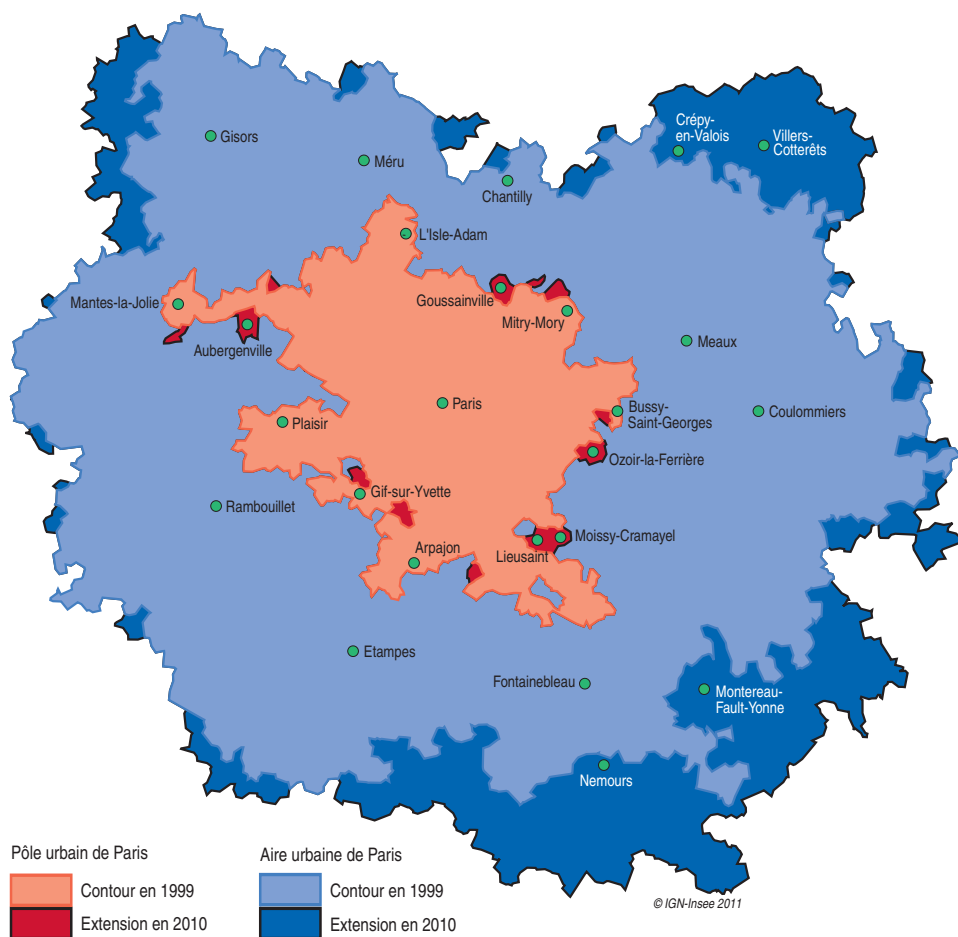 Gisors
Méru
Chantilly
Crépy-
en-Valois
Villers-
Cotterêts
L'Isle-Adam
Mantes-la-Jolie
Goussainville
Mitry-Mory
Aubergenville
Meaux
Paris
Plaisir
Bussy-
Saint-Georges
Coulommiers
Ozoir-la-Ferrière
Gif-sur-Yvette
Rambouillet
Moissy-Cramayel
Lieusaint
Arpajon
Etampes
Fontainebleau
Montereau-
Fault-Yonne
Nemours
Pôle urbain de Paris
Contour en 1999
Extension en 2010
Aire urbaine de Paris
Contour en 1999
Extension en 2010
© IGN-Insee 2011